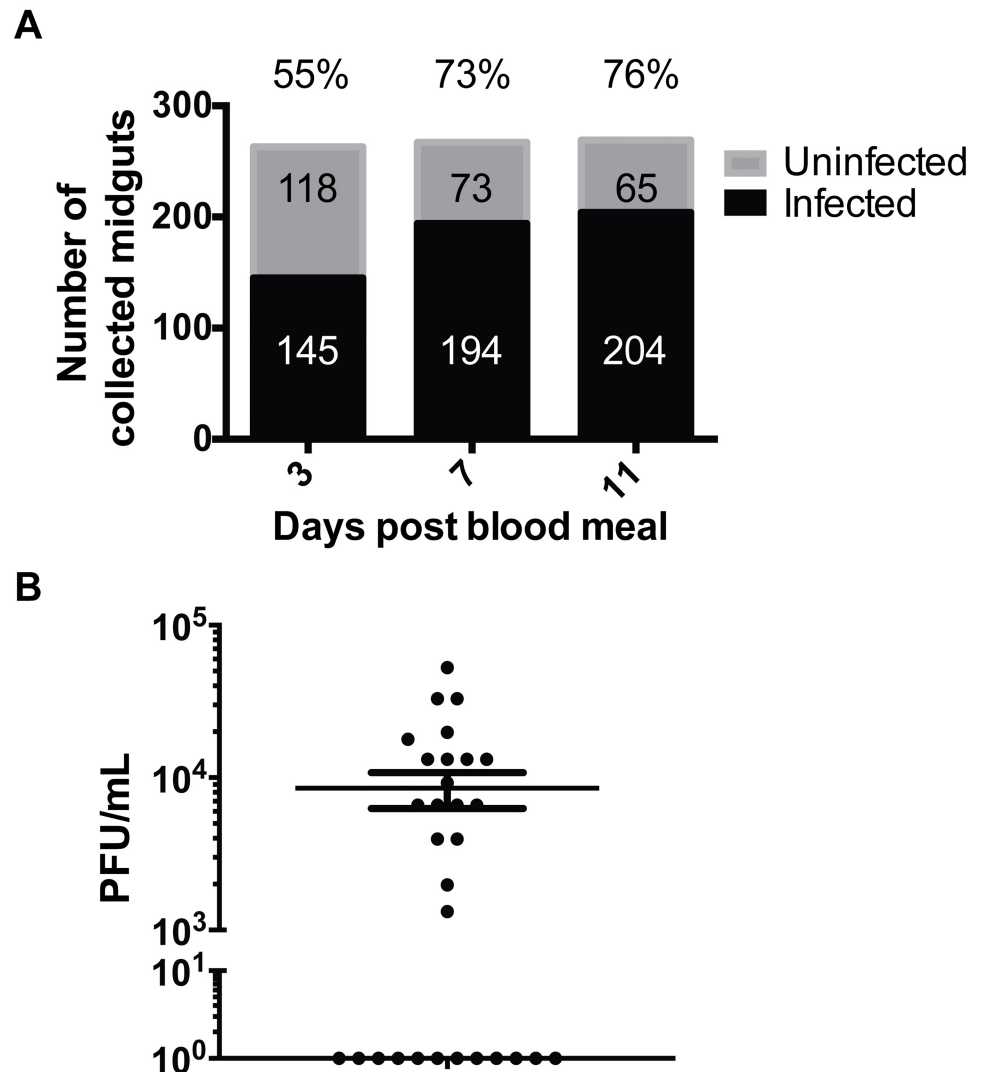 A
55% 73% 76%
300
200
100
0
Number of
collected midguts
118 73 65
145 194 204
Uninfected
Infected
3 7 11
Days post blood meal
B
10⁵
10⁴
10³
10¹
10⁰
PFU/mL